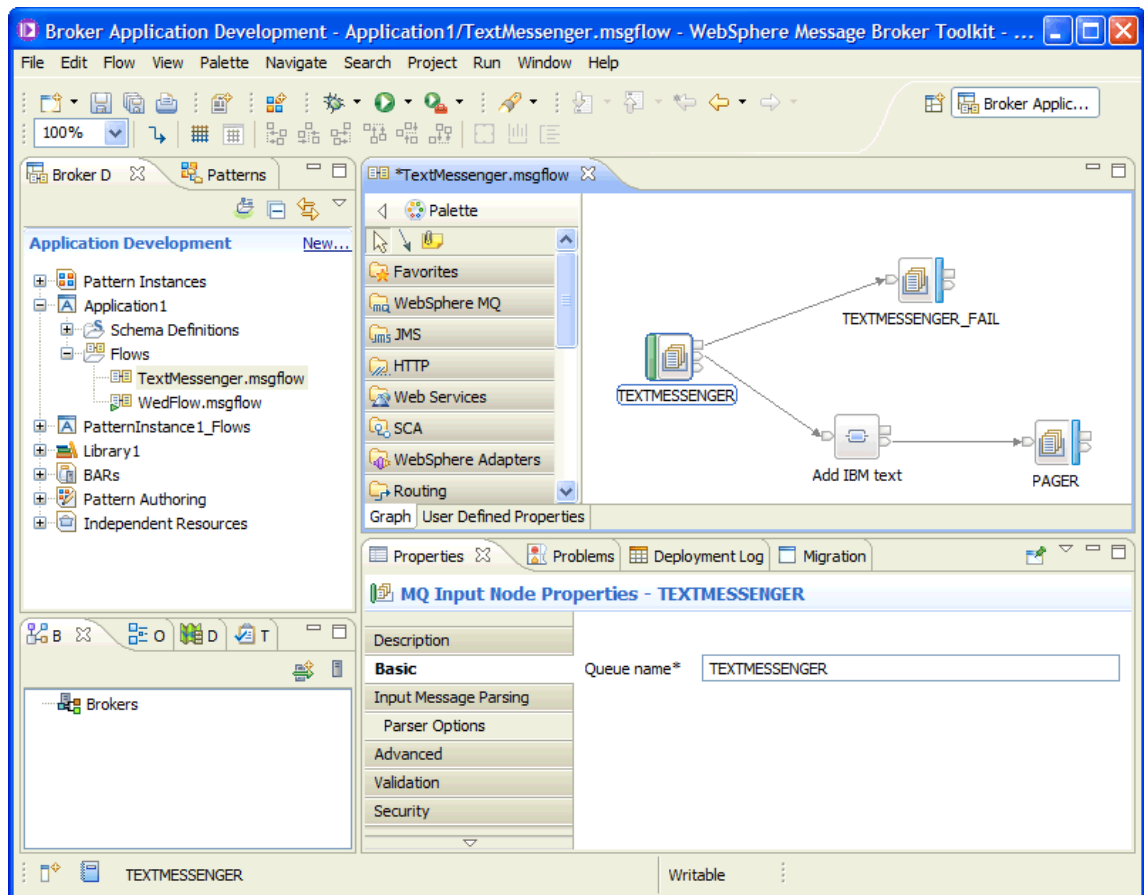 Broker Application Development - Application1/TextMessenger.msgflow - WebSphere Message Broker Toolkit - ...
File Edit Flow View Palette Navigate Search Project Run Window Help
Broker Applic...
100%
Broker D Patterns
Application Development New...
Pattern Instances
Application1
Schema Definitions
Flows
TextMessenger.msgflow
WedFlow.msgflow
PatternInstance1_Flows
Library1
BARs
Pattern Authoring
Independent Resources
*TextMessenger.msgflow
Palette
Favorites
WebSphere MQ
JMS
HTTP
Web Services
SCA
WebSphere Adapters
Routing
TEXTMESSENGER_FAIL
TEXTMESSENGER
Add IBM text
PAGER
Graph User Defined Properties
B O D T
Brokers
Properties Problems Deployment Log Migration
MQ Input Node Properties - TEXTMESSENGER
Description
Basic
Input Message Parsing
Parser Options
Advanced
Validation
Security
Queue name* TEXTMESSENGER
TEXTMESSENGER Writable